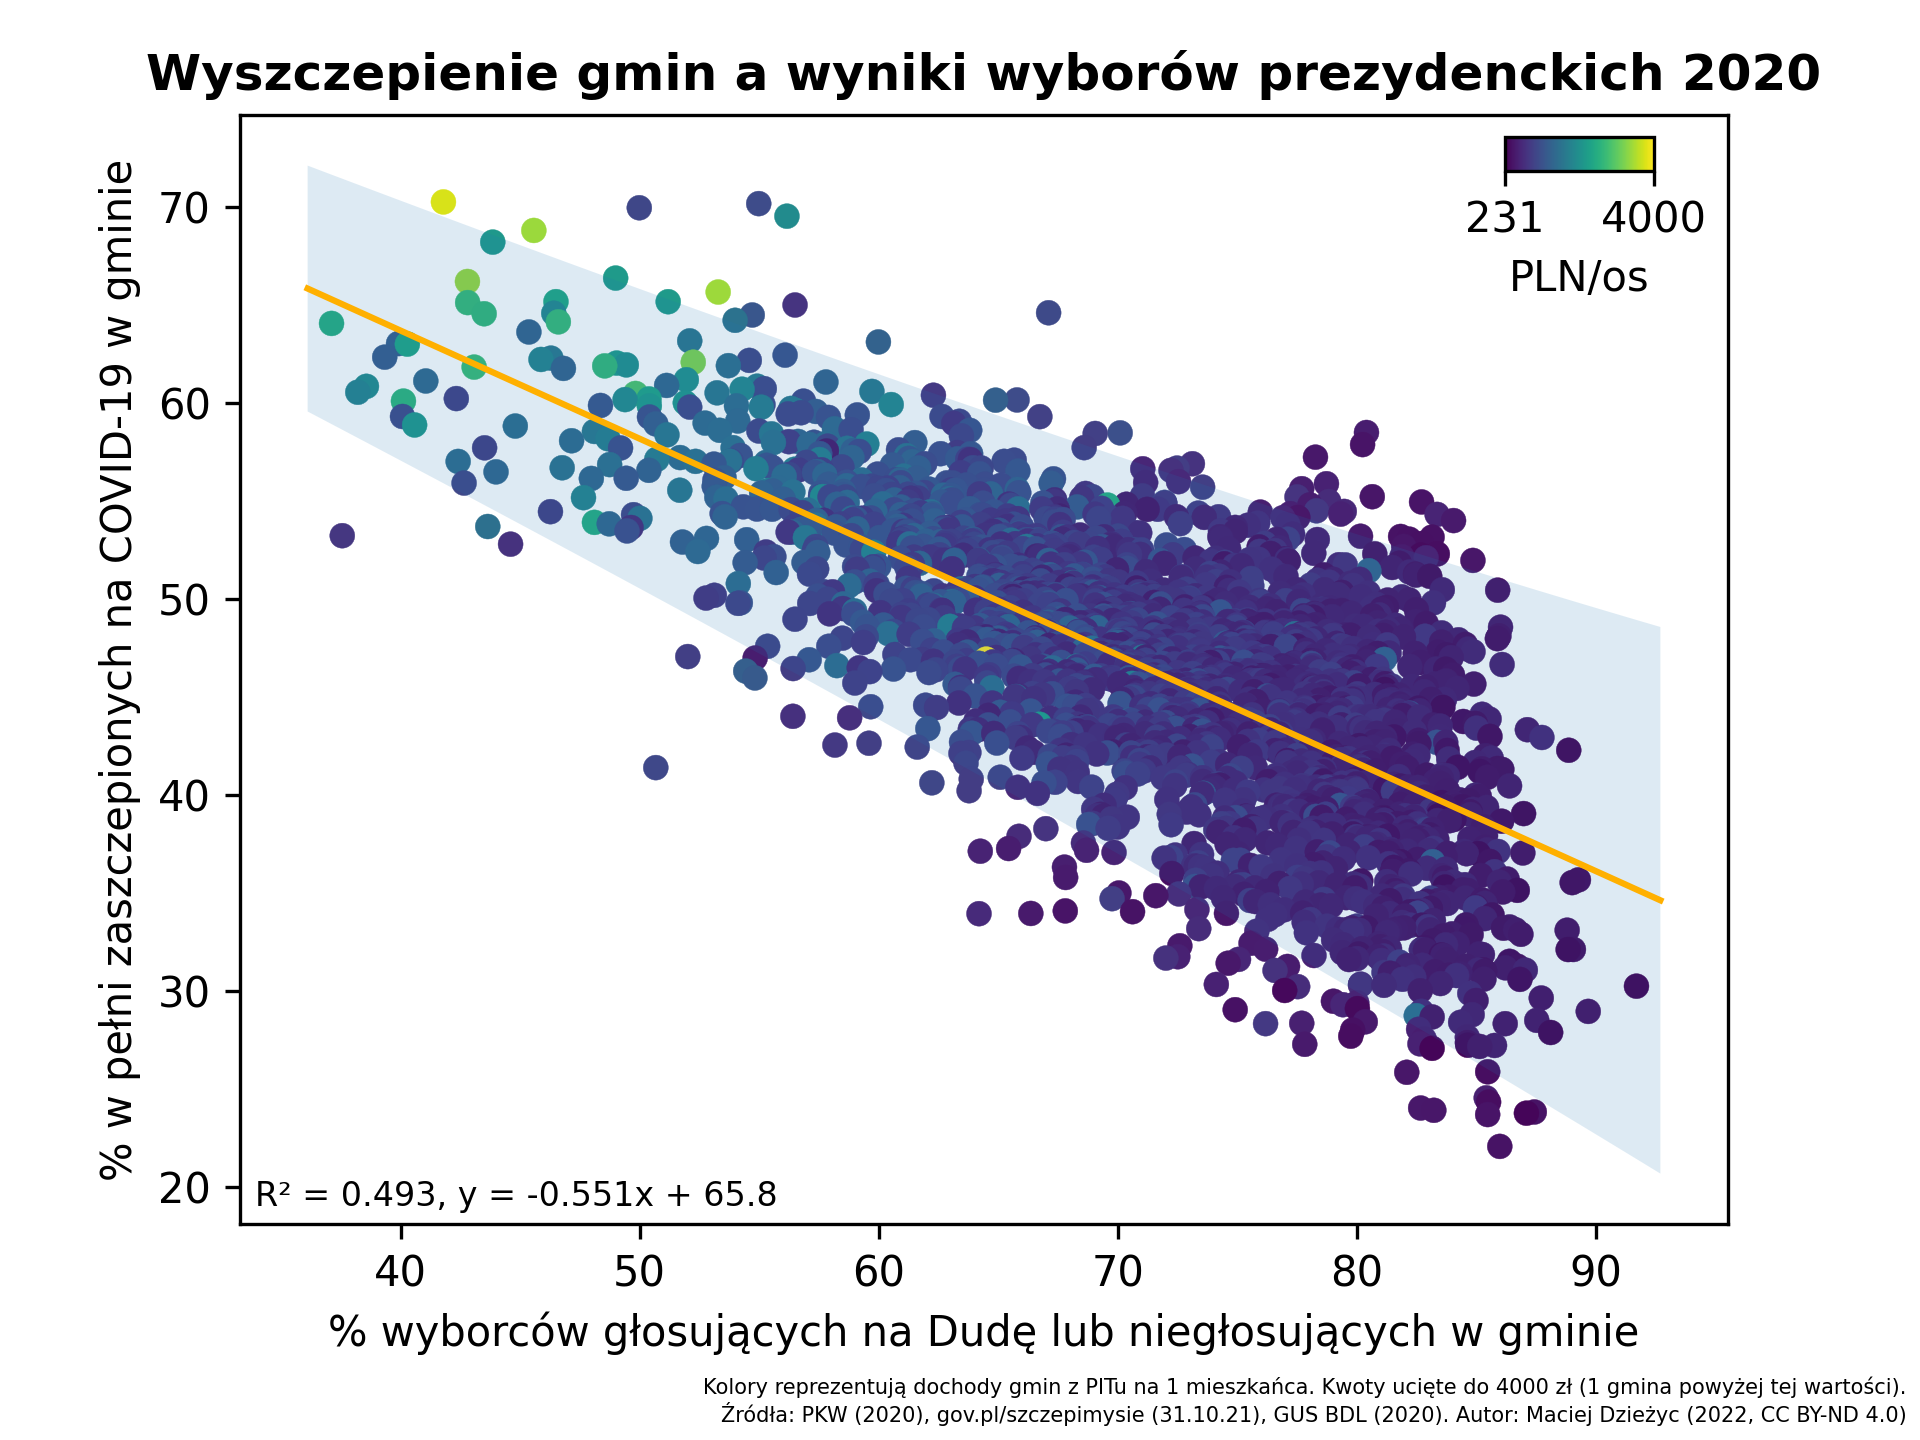 Wyszczepienie gmin a wyniki wyborów prezydenckich 2020
231 4000
PLN/os
% w pełni zaszczepionych na COVID-19 w gminie
70
60
50
40
30
20
R² = 0.493, y = -0.551x + 65.8
40 50 60 70 80 90
% wyborców głosujących na Dudę lub niegłosujących w gminie
Kolory reprezentują dochody gmin z PITu na 1 mieszkańca. Kwoty ucięte do 4000 zł (1 gmina powyżej tej wartości).
Źródła: PKW (2020), gov.pl/szczepimysie (31.10.21), GUS BDL (2020). Autor: Maciej Dzieżyc (2022, CC BY-ND 4.0)